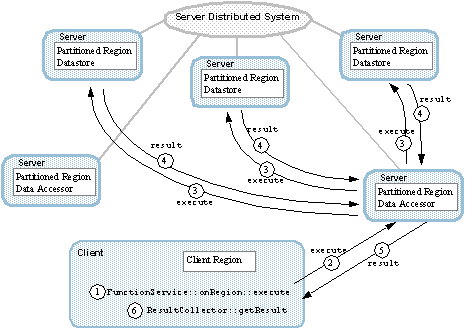 Server Distributed System
Server
Partitioned Region
Datastore
Server
Partitioned Region
Datastore
Server
Partitioned Region
Datastore
result
4
3
execute
result
4
3
execute
result
4
execute
3
Server
Partitioned Region
Data Accessor
Server
Partitioned Region
Data Accessor
execute
2
5
result
Client
Client Region
1 FunctionService::onRegion::execute
6 ResultCollector::getResult